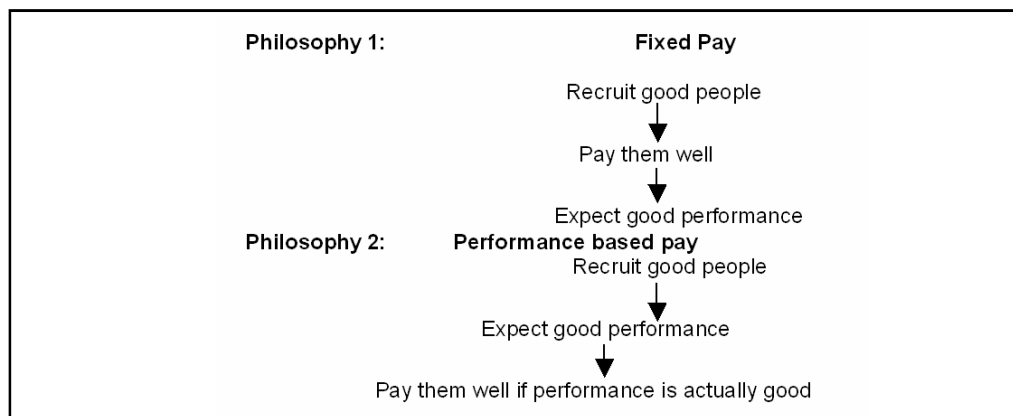 Philosophy 1: Fixed Pay
Recruit good people
Pay them well
Expect good performance
Philosophy 2: Performance based pay
Recruit good people
Expect good performance
Pay them well if performance is actually good